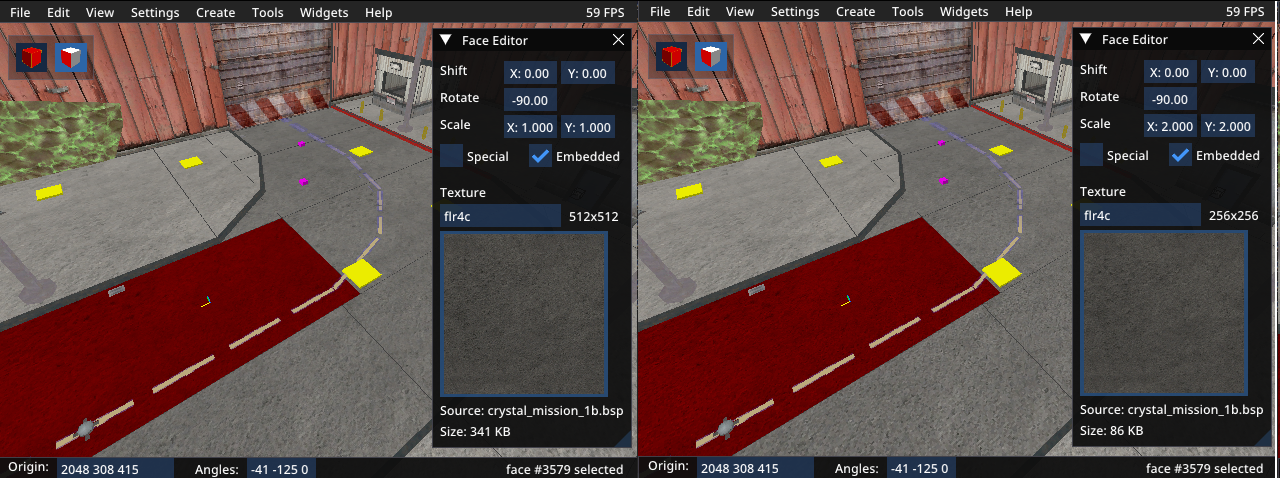 File Edit View Settings Create Tools Widgets Help 59 FPS
Face Editor
Shift X: 0.00 Y: 0.00
Rotate -90.00
Scale X: 1.000 Y: 1.000
Special Embedded
Texture
flr4c 512x512
Source: crystal_mission_1b.bsp
Size: 341 KB
Origin: 2048 308 415 Angles: -41 -125 0 face #3579 selected
File Edit View Settings Create Tools Widgets Help 59 FPS
Face Editor
Shift X: 0.00 Y: 0.00
Rotate -90.00
Scale X: 2.000 Y: 2.000
Special Embedded
Texture
flr4c 256x256
Source: crystal_mission_1b.bsp
Size: 86 KB
Origin: 2048 308 415 Angles: -41 -125 0 face #3579 selected